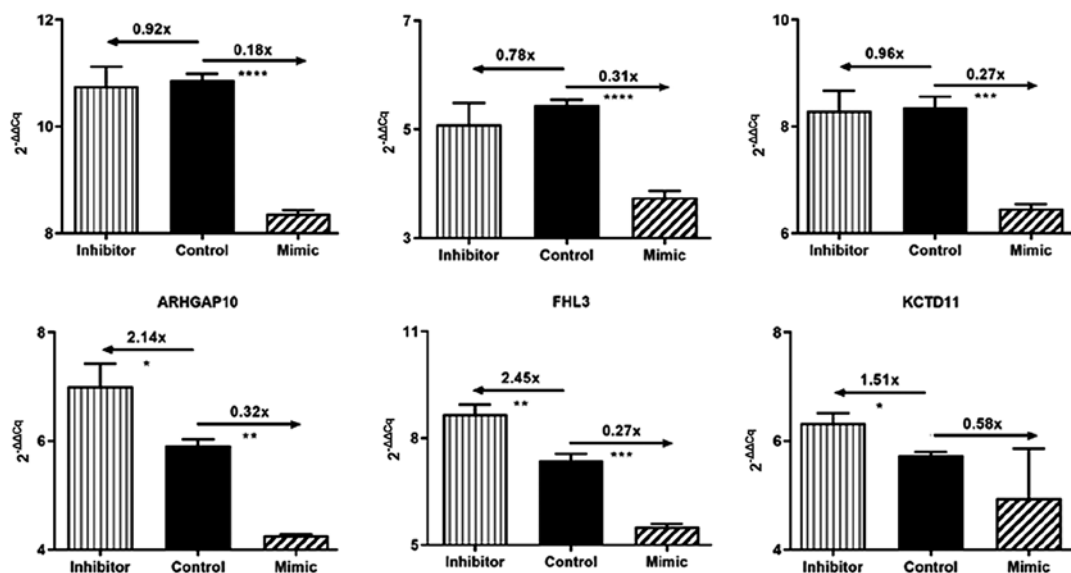 12
10
8
2^-ΔΔCq
0.92x
0.18x
****
Inhibitor Control Mimic
7
5
3
2^-ΔΔCq
0.78x
0.31x
****
Inhibitor Control Mimic
10
8
6
2^-ΔΔCq
0.96x
0.27x
***
Inhibitor Control Mimic
ARHGAP10
8
6
4
2^-ΔΔCq
2.14x
*
0.32x
**
Inhibitor Control Mimic
FHL3
11
8
5
2^-ΔΔCq
2.45x
**
0.27x
***
Inhibitor Control Mimic
KCTD11
8
6
4
2^-ΔΔCq
1.51x
*
0.58x
Inhibitor Control Mimic